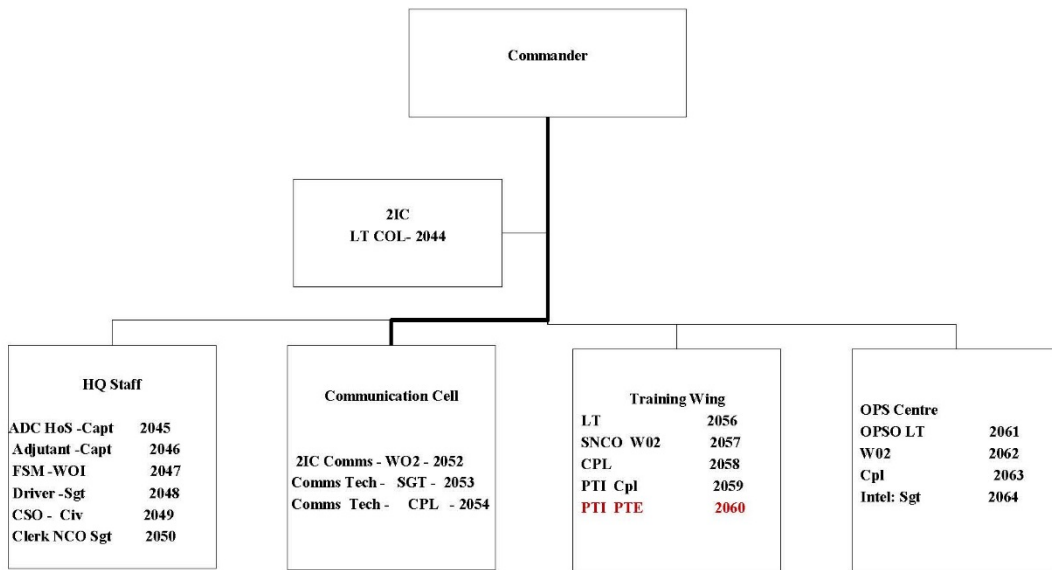 Commander
2IC
LT COL- 2044
HQ Staff
ADC HoS -Capt 2045
Adjutant -Capt 2046
FSM -WOI 2047
Driver -Sgt 2048
CSO - Civ 2049
Clerk NCO Sgt 2050
Communication Cell
2IC Comms - WO2 - 2052
Comms Tech - SGT - 2053
Comms Tech - CPL - 2054
Training Wing
LT 2056
SNCO W02 2057
CPL 2058
PTI Cpl 2059
PTI PTE 2060
OPS Centre
OPSO LT 2061
W02 2062
Cpl 2063
Intel: Sgt 2064